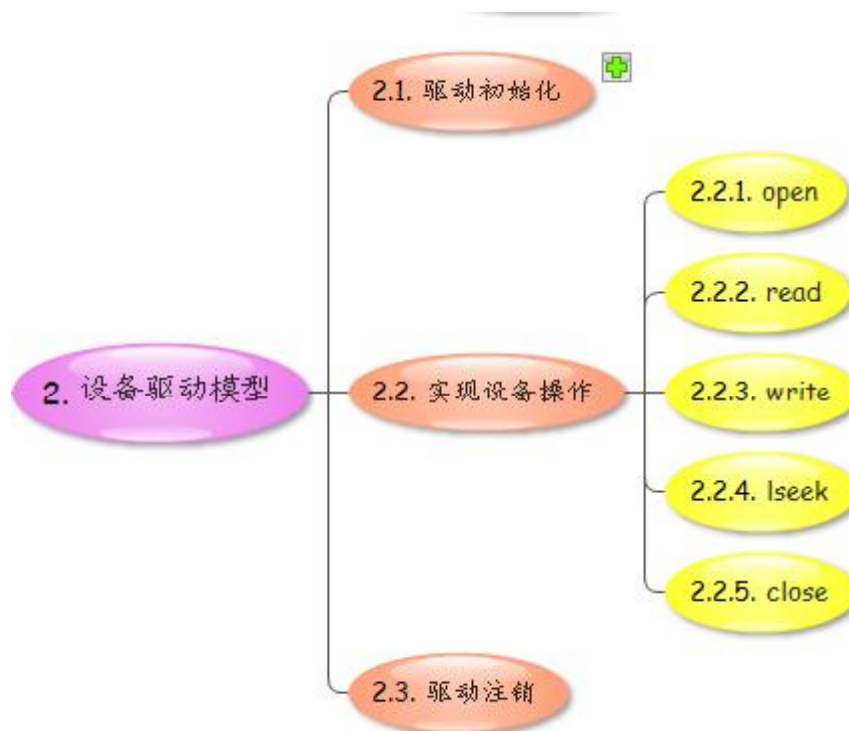 2.1. 驱动初始化
2.2.1. open
2.2.2. read
2. 设备驱动模型
2.2. 实现设备操作
2.2.3. write
2.2.4. lseek
2.2.5. close
2.3. 驱动注销